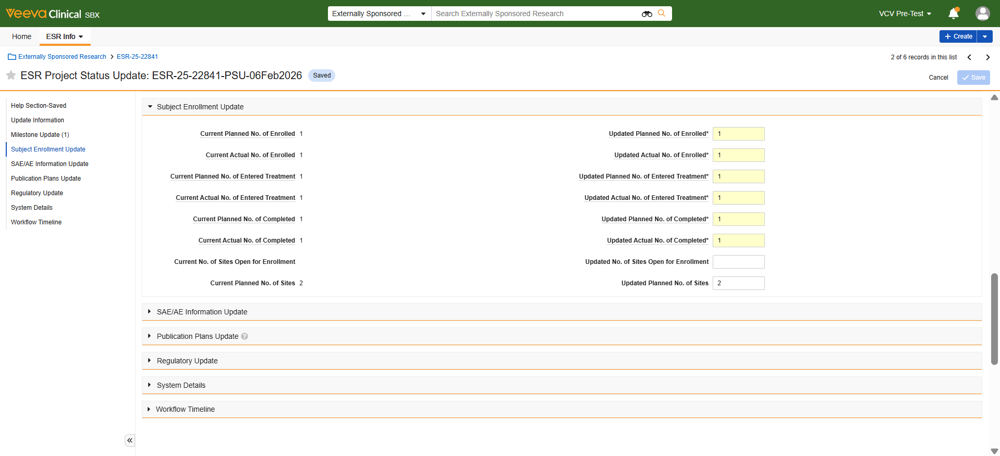 Veeva Clinical SBX
Externally Sponsored ...
Search Externally Sponsored Research
VCV Pre-Test
Home
ESR Info
+ Create
Externally Sponsored Research > ESR-25-22841
2 of 6 records in this list
ESR Project Status Update: ESR-25-22841-PSU-06Feb2026
Saved
Cancel
Save
Help Section-Saved
Update Information
Milestone Update (1)
Subject Enrollment Update
SAE/AE Information Update
Publication Plans Update
Regulatory Update
System Details
Workflow Timeline
Subject Enrollment Update
Current Planned No. of Enrolled 1
Updated Planned No. of Enrolled* 1
Current Actual No. of Enrolled 1
Updated Actual No. of Enrolled* 1
Current Planned No. of Entered Treatment 1
Updated Planned No. of Entered Treatment* 1
Current Actual No. of Entered Treatment 1
Updated Actual No. of Entered Treatment* 1
Current Planned No. of Completed 1
Updated Planned No. of Completed* 1
Current Actual No. of Completed 1
Updated Actual No. of Completed* 1
Current No. of Sites Open for Enrollment
Updated No. of Sites Open for Enrollment
Current Planned No. of Sites 2
Updated Planned No. of Sites 2
SAE/AE Information Update
Publication Plans Update ?
Regulatory Update
System Details
Workflow Timeline